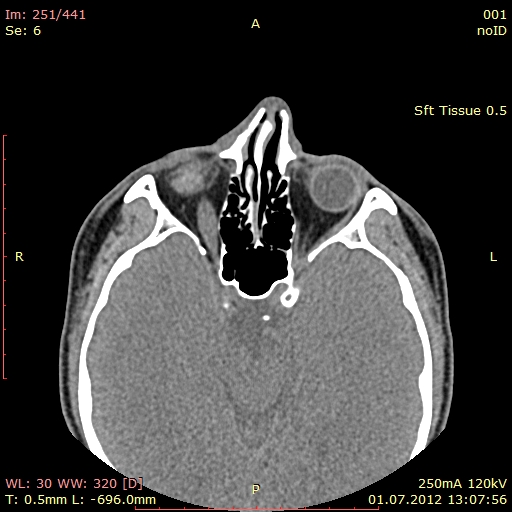 Im: 251/441
Se: 6
A
001
noID
Sft Tissue 0.5
R
L
WL: 30 WW: 320 [D]
T: 0.5mm L: -696.0mm
P
250mA 120kV
01.07.2012 13:07:56